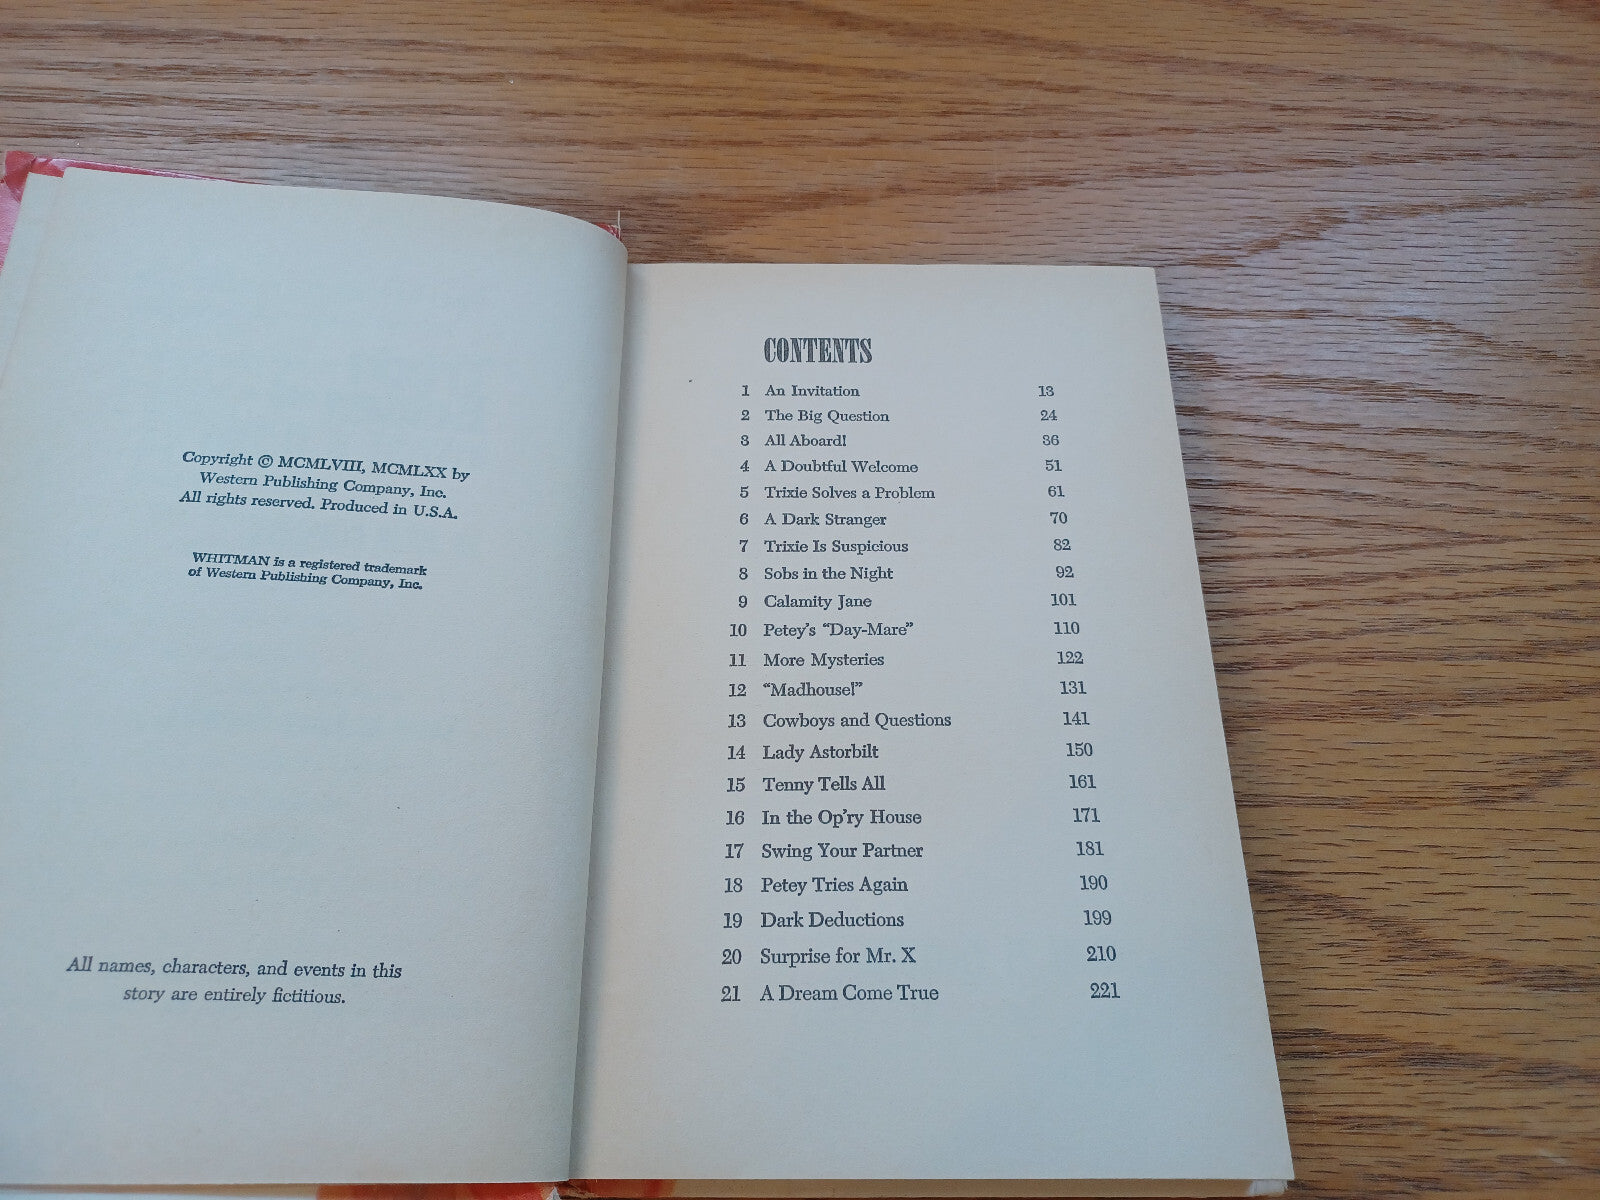 Copyright © MCMLVIII, MCMLXX by
Western Publishing Company, Inc.
All rights reserved. Produced in U.S.A.
WHITMAN is a registered trademark
of Western Publishing Company, Inc.
All names, characters, and events in this
story are entirely fictitious.
CONTENTS
1 An Invitation 13
2 The Big Question 24
3 All Aboard! 36
4 A Doubtful Welcome 51
5 Trixie Solves a Problem 61
6 A Dark Stranger 70
7 Trixie Is Suspicious 82
8 Sobs in the Night 92
9 Calamity Jane 101
10 Petey's “Day-Mare” 110
11 More Mysteries 122
12 “Madhouse!” 131
13 Cowboys and Questions 141
14 Lady Astorbilt 150
15 Tenny Tells All 161
16 In the Op'ry House 171
17 Swing Your Partner 181
18 Petey Tries Again 190
19 Dark Deductions 199
20 Surprise for Mr. X 210
21 A Dream Come True 221